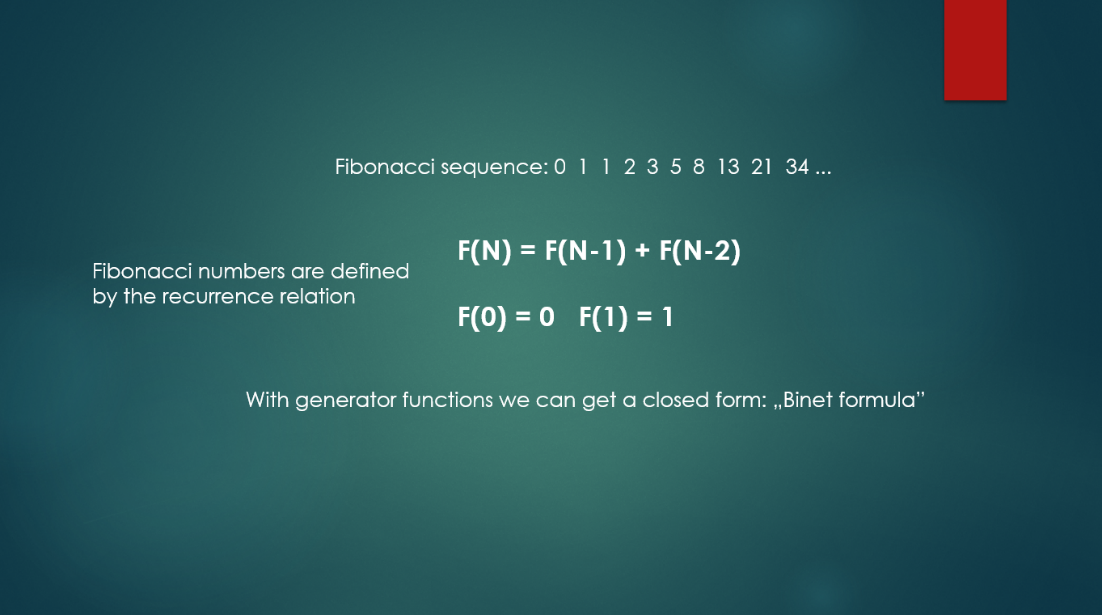 Fibonacci sequence: 0 1 1 2 3 5 8 13 21 34 ...
F(N) = F(N-1) + F(N-2)
Fibonacci numbers are defined
by the recurrence relation
F(0) = 0 F(1) = 1
With generator functions we can get a closed form: „Binet formula”